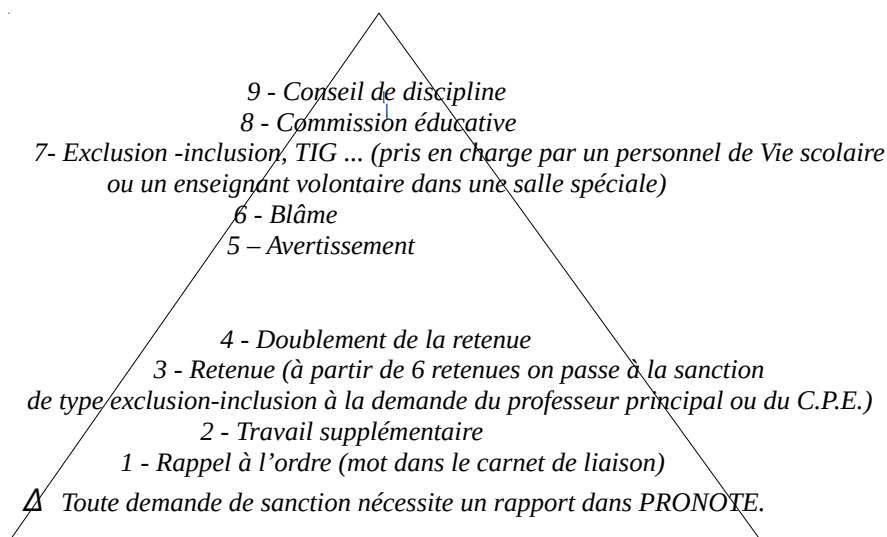 9 - Conseil de discipline
8 - Commission éducative
7- Exclusion -inclusion, TIG ... (pris en charge par un personnel de Vie scolaire
ou un enseignant volontaire dans une salle spéciale)
6 - Blâme
5 – Avertissement
4 - Doublement de la retenue
3 - Retenue (à partir de 6 retenues on passe à la sanction
de type exclusion-inclusion à la demande du professeur principal ou du C.P.E.)
2 - Travail supplémentaire
1 - Rappel à l’ordre (mot dans le carnet de liaison)
Δ Toute demande de sanction nécessite un rapport dans PRONOTE.